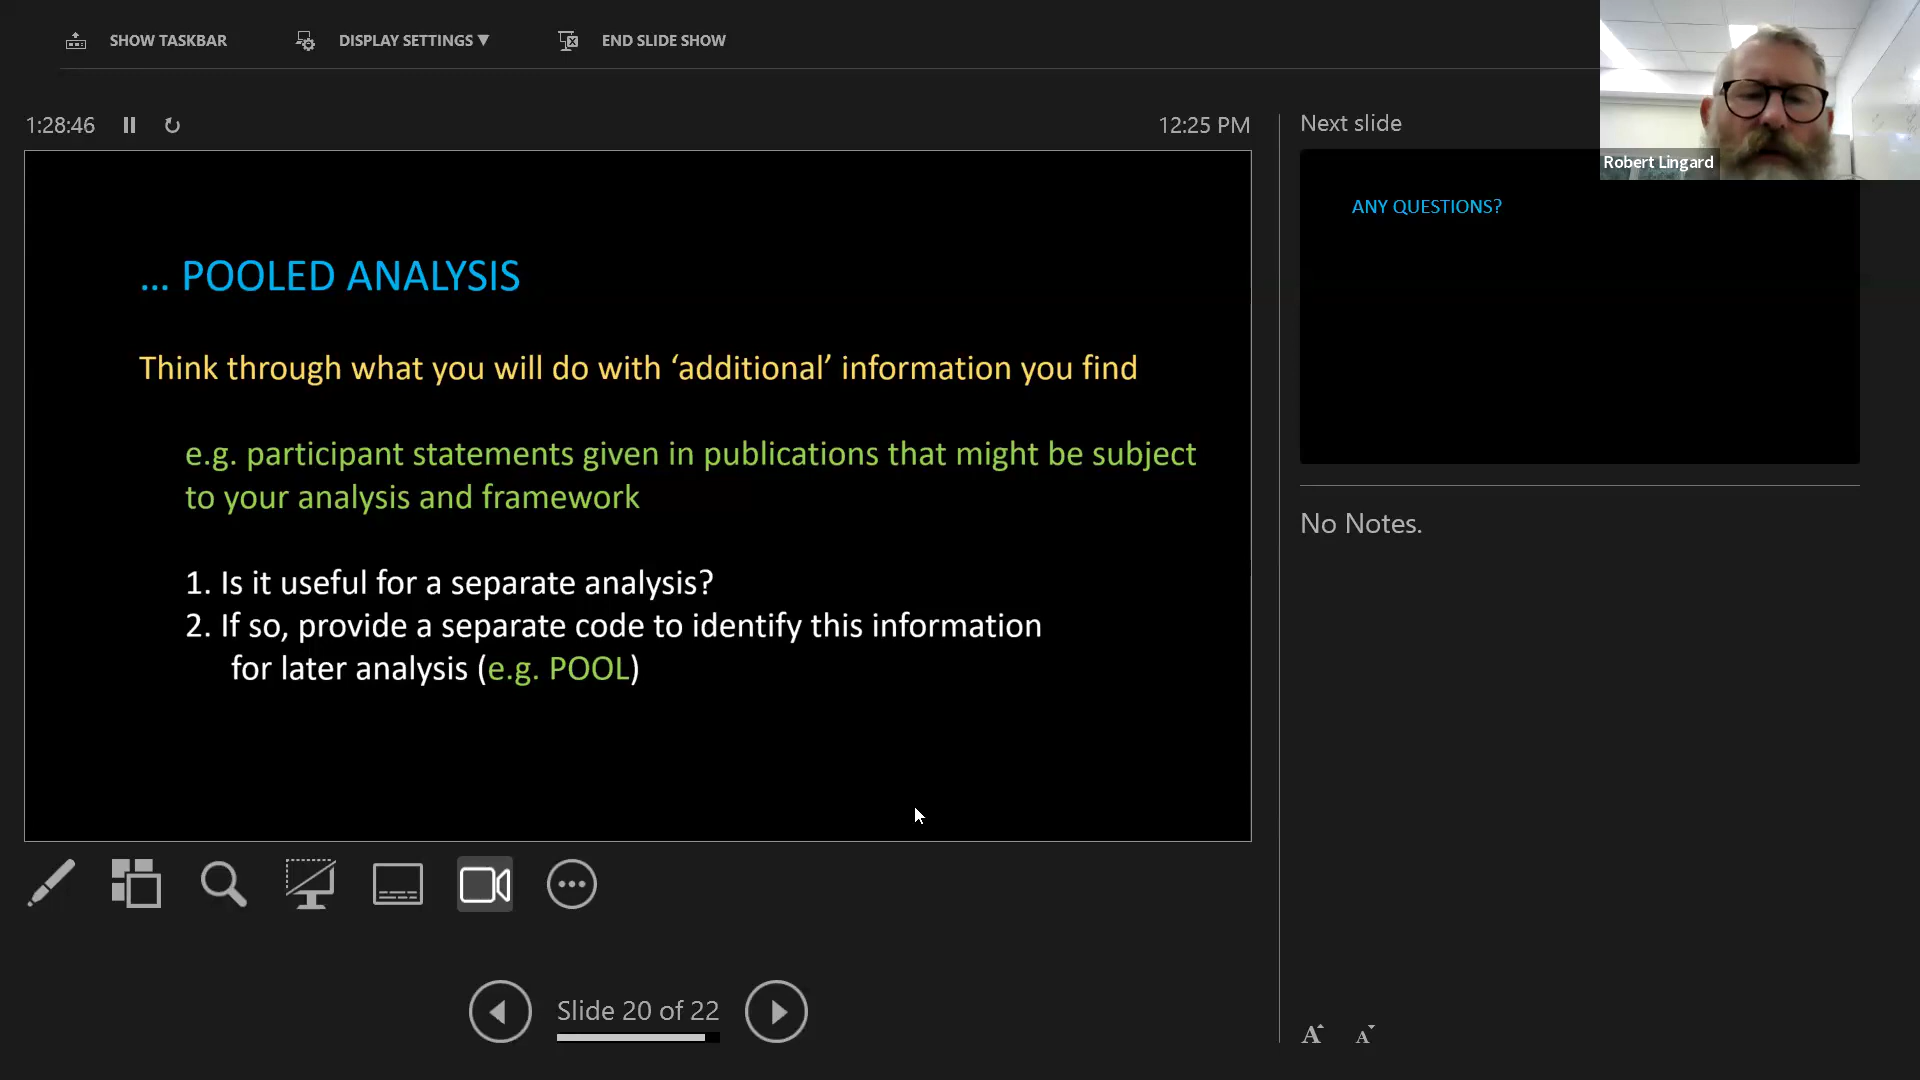 SHOW TASKBAR
DISPLAY SETTINGS ▼
END SLIDE SHOW
1:28:46
12:25 PM
Next slide
Robert Lingard
ANY QUESTIONS?
... POOLED ANALYSIS
Think through what you will do with ‘additional’ information you find
e.g. participant statements given in publications that might be subject
to your analysis and framework
1. Is it useful for a separate analysis?
2. If so, provide a separate code to identify this information
for later analysis (e.g. POOL)
No Notes.
Slide 20 of 22
A A